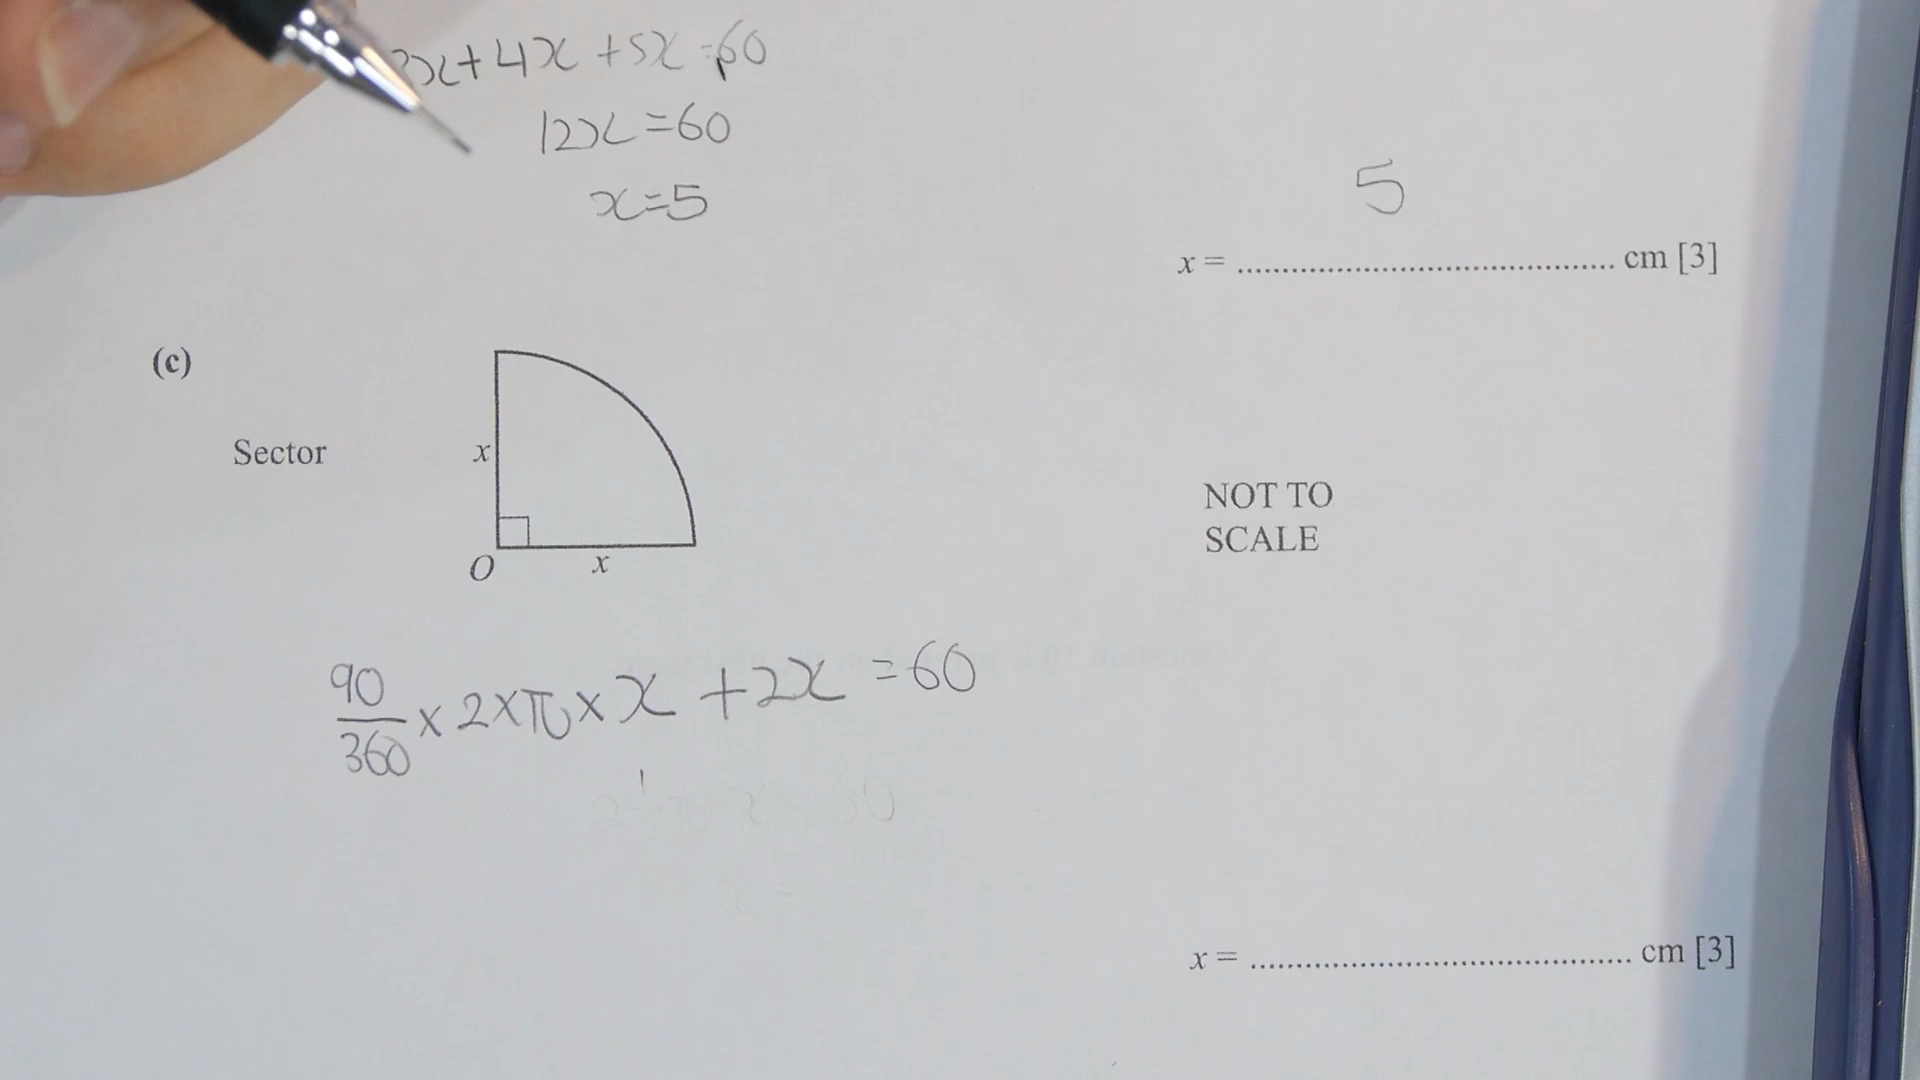 x + 4x + 5x = 60
12x = 60
x = 5
5
x = ........................................ cm [3]
(c)
Sector
x
O
x
NOT TO
SCALE
90/360 × 2 × π × x + 2x = 60
x = ........................................ cm [3]